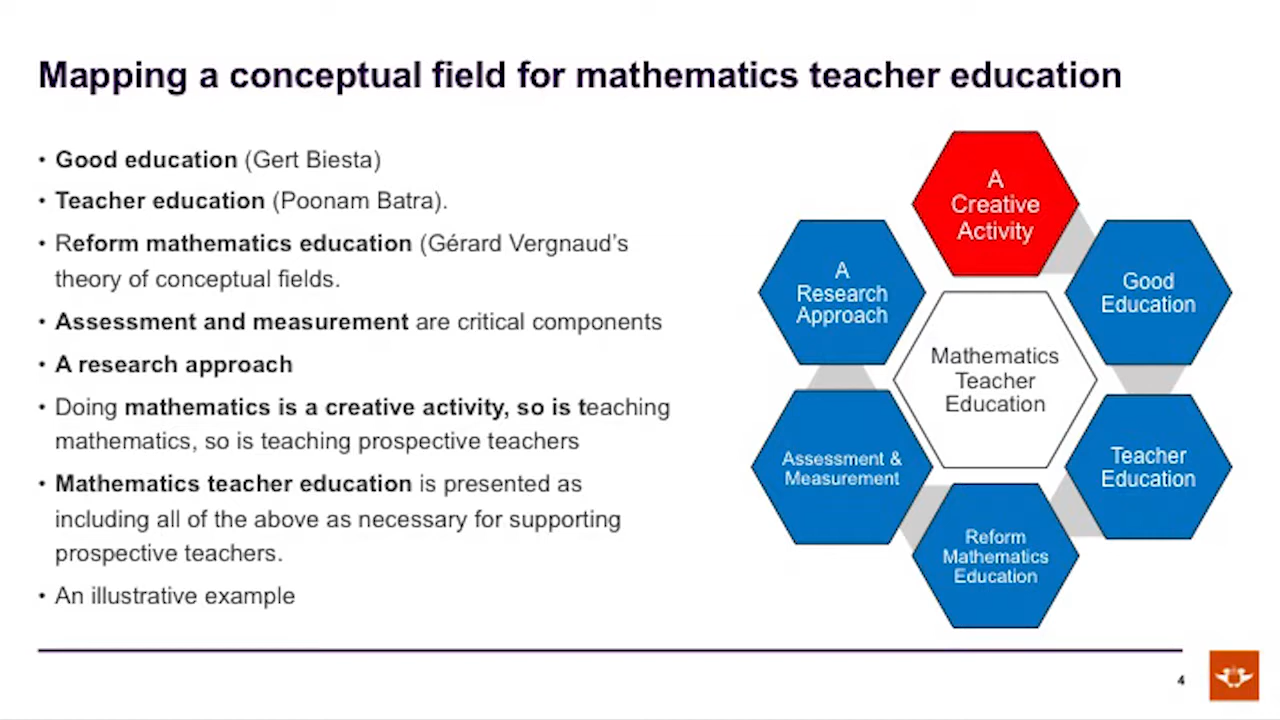 Mapping a conceptual field for mathematics teacher education
• Good education (Gert Biesta)
• Teacher education (Poonam Batra).
• Reform mathematics education (Gérard Vergnaud’s
theory of conceptual fields.
• Assessment and measurement are critical components
• A research approach
• Doing mathematics is a creative activity, so is teaching
mathematics, so is teaching prospective teachers
• Mathematics teacher education is presented as
including all of the above as necessary for supporting
prospective teachers.
• An illustrative example
A
Creative
Activity
Good
Education
Teacher
Education
Reform
Mathematics
Education
Assessment &
Measurement
A
Research
Approach
Mathematics
Teacher
Education
4